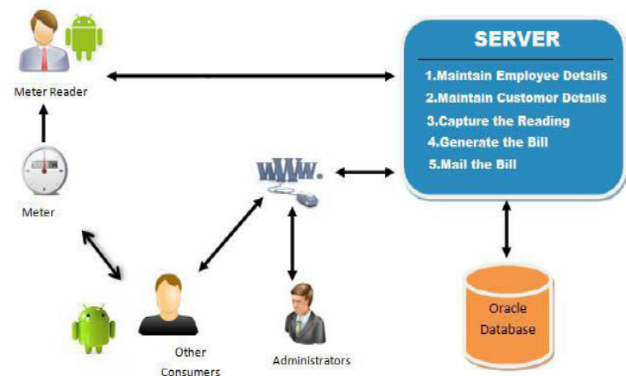 SERVER
1.Maintain Employee Details
2.Maintain Customer Details
3.Capture the Reading
4.Generate the Bill
5.Mail the Bill
Meter Reader
WWW.
Meter
Oracle
Database
Other
Consumers
Administrators